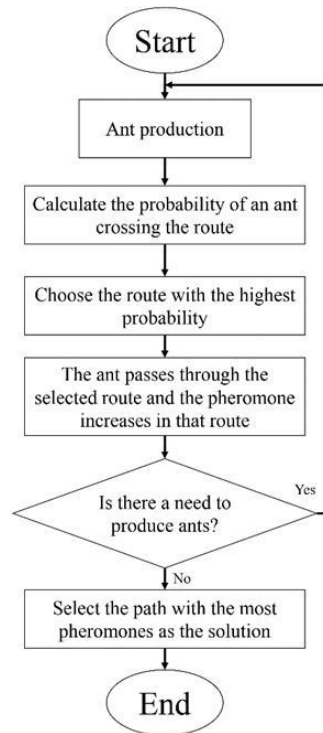 Start
Ant production
Calculate the probability of an ant
crossing the route
Choose the route with the highest
probability
The ant passes through the
selected route and the pheromone
increases in that route
Is there a need to
produce ants?
Yes
No
Select the path with the most
pheromones as the solution
End